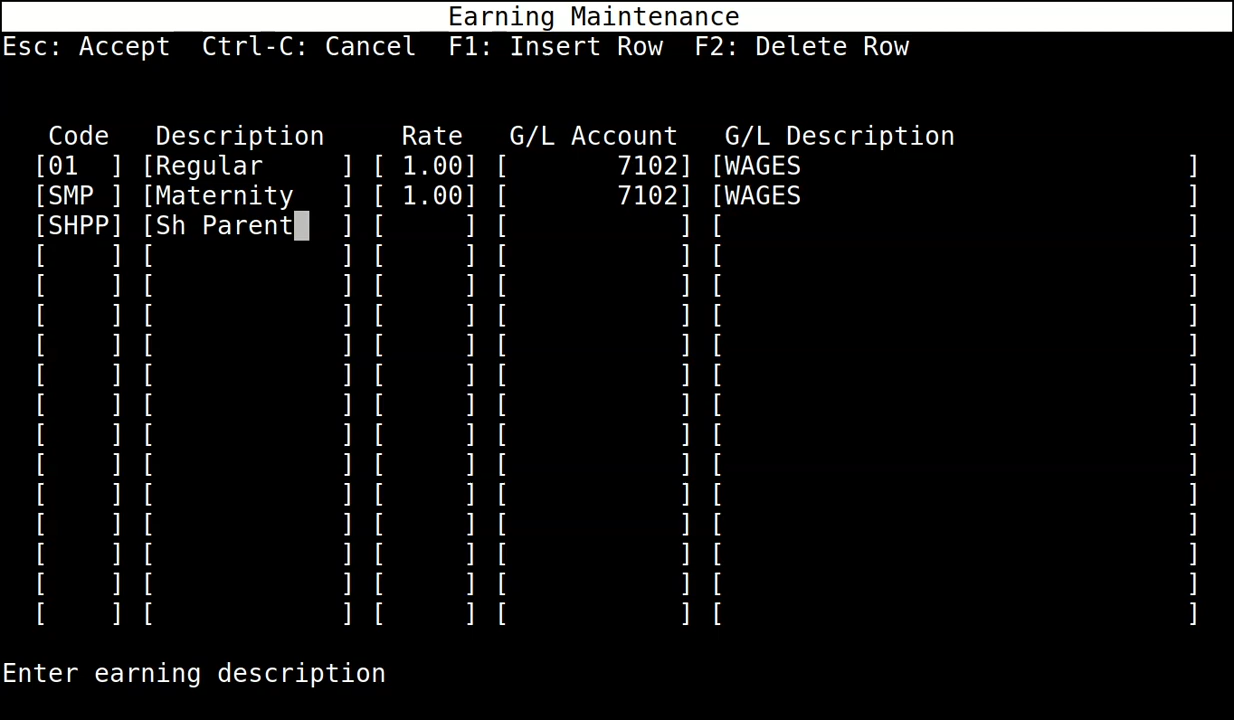 Earning Maintenance
Esc: Accept  Ctrl-C: Cancel  F1: Insert Row  F2: Delete Row
Code   Description     Rate   G/L Account   G/L Description
[01  ] [Regular     ] [ 1.00] [       7102] [WAGES                              ]
[SMP ] [Maternity   ] [ 1.00] [       7102] [WAGES                              ]
[SHPP] [Sh Parent   ] [     ] [           ] [                              ]
[    ] [            ] [     ] [           ] [                              ]
[    ] [            ] [     ] [           ] [                              ]
[    ] [            ] [     ] [           ] [                              ]
[    ] [            ] [     ] [           ] [                              ]
[    ] [            ] [     ] [           ] [                              ]
[    ] [            ] [     ] [           ] [                              ]
[    ] [            ] [     ] [           ] [                              ]
[    ] [            ] [     ] [           ] [                              ]
[    ] [            ] [     ] [           ] [                              ]
[    ] [            ] [     ] [           ] [                              ]
[    ] [            ] [     ] [           ] [                              ]
[    ] [            ] [     ] [           ] [                              ]
[    ] [            ] [     ] [           ] [                              ]
Enter earning description